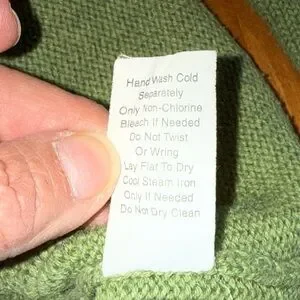 Hand Wash Cold
Separately
Only Non-Chlorine
Bleach If Needed
Do Not Twist
Or Wring
Lay Flat To Dry
Cool Steam Iron
Only If Needed
Do Not Dry Clean